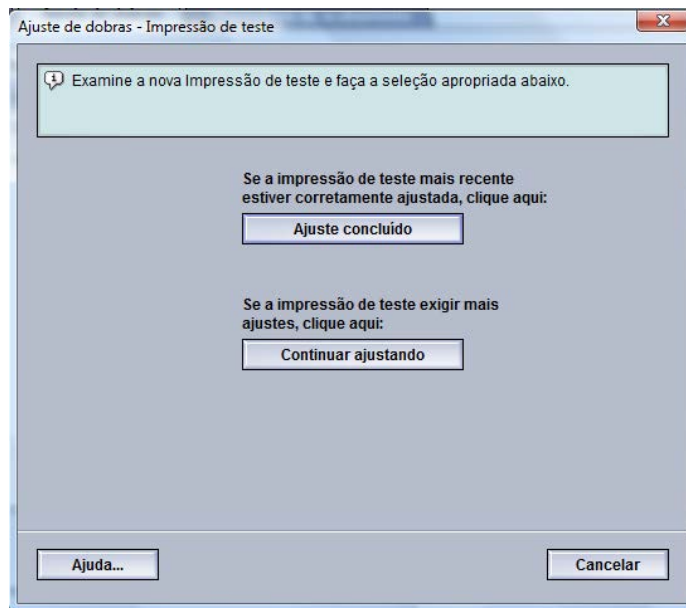 Ajuste de dobras - Impressão de teste
Examine a nova Impressão de teste e faça a seleção apropriada abaixo.
Se a impressão de teste mais recente
estiver corretamente ajustada, clique aqui:
Ajuste concluído
Se a impressão de teste exigir mais
ajustes, clique aqui:
Continuar ajustando
Ajuda...
Cancelar